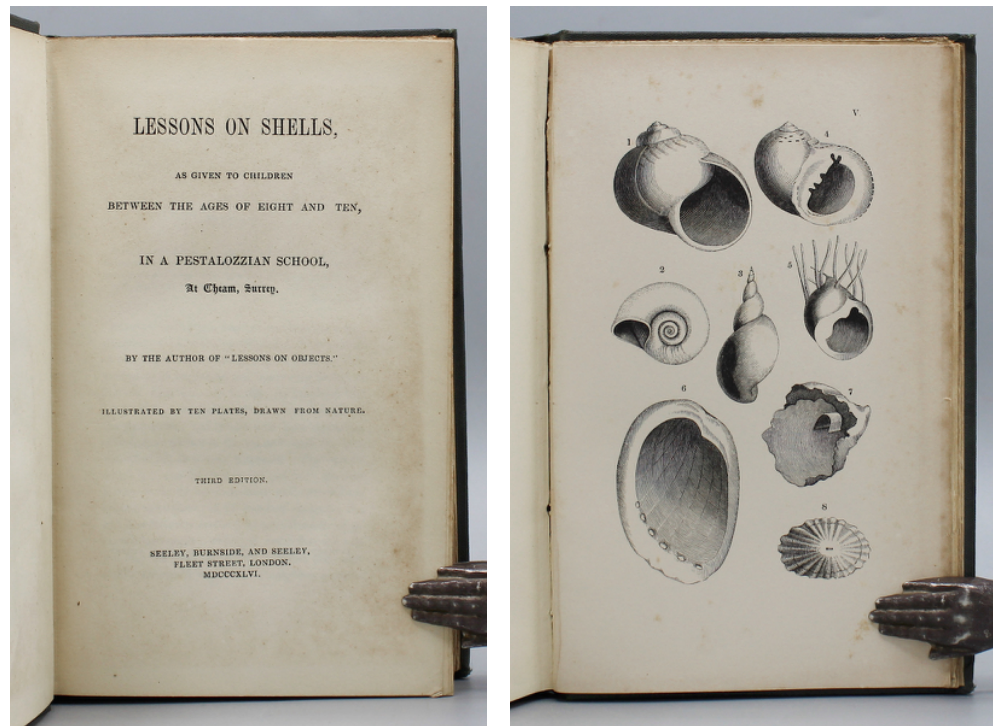 LESSONS ON SHELLS,
AS GIVEN TO CHILDREN
BETWEEN THE AGES OF EIGHT AND TEN,
IN A PESTALOZZIAN SCHOOL,
At Cheam, Surrey.
BY THE AUTHOR OF "LESSONS ON OBJECTS."
ILLUSTRATED BY TEN PLATES, DRAWN FROM NATURE.
THIRD EDITION.
SEELEY, BURNSIDE, AND SEELEY,
FLEET STREET, LONDON.
MDCCCXLVI.
V
1
4
2
3
5
6
7
8